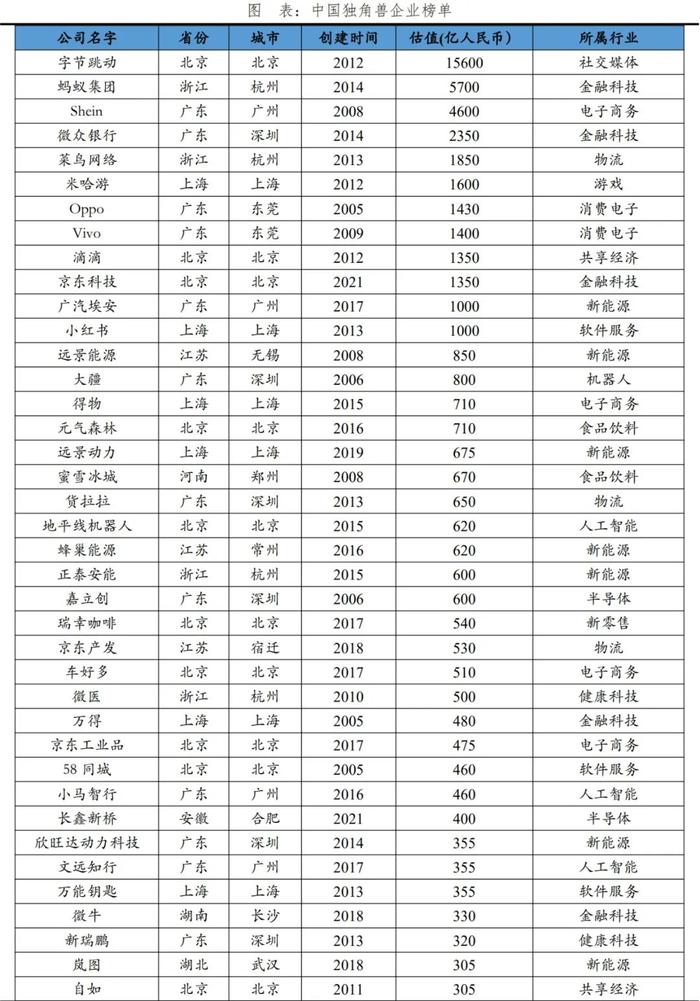 图 表：中国独角兽企业榜单
公司名字 省份 城市 创建时间 估值(亿人民币) 所属行业
字节跳动 北京 北京 2012 15600 社交媒体
蚂蚁集团 浙江 杭州 2014 5700 金融科技
Shein 广东 广州 2008 4600 电子商务
微众银行 广东 深圳 2014 2350 金融科技
菜鸟网络 浙江 杭州 2013 1850 物流
米哈游 上海 上海 2012 1600 游戏
Oppo 广东 东莞 2005 1430 消费电子
Vivo 广东 东莞 2009 1400 消费电子
滴滴 北京 北京 2012 1350 共享经济
京东科技 北京 北京 2021 1350 金融科技
广汽埃安 广东 广州 2017 1000 新能源
小红书 上海 上海 2013 1000 软件服务
远景能源 江苏 无锡 2008 850 新能源
大疆 广东 深圳 2006 800 机器人
得物 上海 上海 2015 710 电子商务
元气森林 北京 北京 2016 710 食品饮料
远景动力 上海 上海 2019 675 新能源
蜜雪冰城 河南 郑州 2008 670 食品饮料
货拉拉 广东 深圳 2013 650 物流
地平线机器人 北京 北京 2015 620 人工智能
蜂巢能源 江苏 常州 2016 620 新能源
正泰安能 浙江 杭州 2015 600 新能源
嘉立创 广东 深圳 2006 600 半导体
瑞幸咖啡 北京 北京 2017 540 新零售
京东产发 江苏 宿迁 2018 530 物流
车好多 北京 北京 2017 510 电子商务
微医 浙江 杭州 2010 500 健康科技
万得 上海 上海 2005 480 金融科技
京东工业品 北京 北京 2017 475 电子商务
58 同城 北京 北京 2005 460 软件服务
小马智行 广东 广州 2016 460 人工智能
长鑫新桥 安徽 合肥 2021 400 半导体
欣旺达动力科技 广东 深圳 2014 355 新能源
文远知行 广东 广州 2017 355 人工智能
万能钥匙 上海 上海 2013 355 软件服务
微牛 湖南 长沙 2018 330 金融科技
新瑞鹏 广东 深圳 2013 320 健康科技
岚图 湖北 武汉 2018 305 新能源
自如 北京 北京 2011 305 共享经济